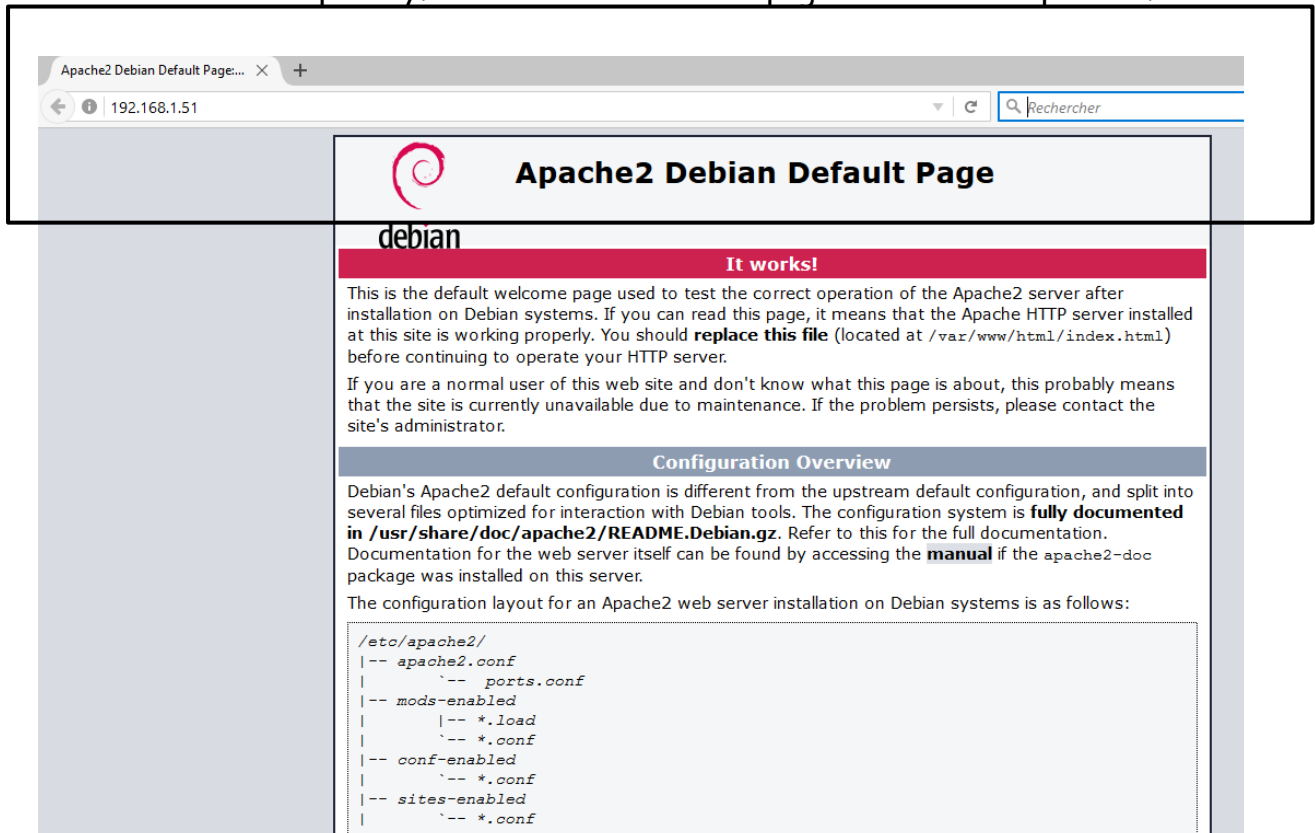 Apache2 Debian Default Page:... × +
192.168.1.51 Rechercher
Apache2 Debian Default Page
debian
It works!
This is the default welcome page used to test the correct operation of the Apache2 server after
installation on Debian systems. If you can read this page, it means that the Apache HTTP server installed
at this site is working properly. You should replace this file (located at /var/www/html/index.html)
before continuing to operate your HTTP server.
If you are a normal user of this web site and don't know what this page is about, this probably means
that the site is currently unavailable due to maintenance. If the problem persists, please contact the
site's administrator.
Configuration Overview
Debian's Apache2 default configuration is different from the upstream default configuration, and split into
several files optimized for interaction with Debian tools. The configuration system is fully documented
in /usr/share/doc/apache2/README.Debian.gz. Refer to this for the full documentation.
Documentation for the web server itself can be found by accessing the manual if the apache2-doc
package was installed on this server.
The configuration layout for an Apache2 web server installation on Debian systems is as follows:
/etc/apache2/
|-- apache2.conf
|       `--  ports.conf
|-- mods-enabled
|       |-- *.load
|       `-- *.conf
|-- conf-enabled
|       `-- *.conf
|-- sites-enabled
|       `-- *.conf